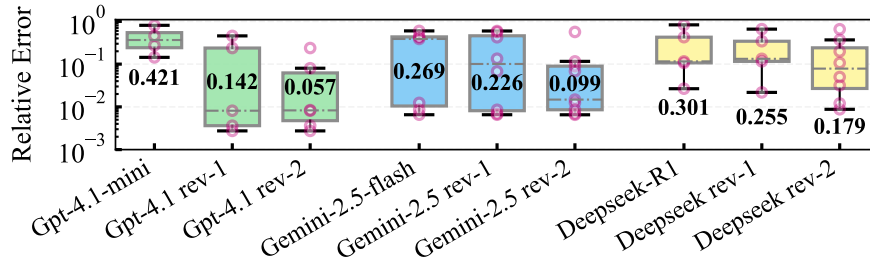 Relative Error
10⁰
10⁻¹
10⁻²
10⁻³
0.421
0.142
0.057
0.269
0.226
0.099
0.301
0.255
0.179
Gpt-4.1-mini
Gpt-4.1 rev-1
Gpt-4.1 rev-2
Gemini-2.5-flash
Gemini-2.5 rev-1
Gemini-2.5 rev-2
Deepseek-R1
Deepseek rev-1
Deepseek rev-2